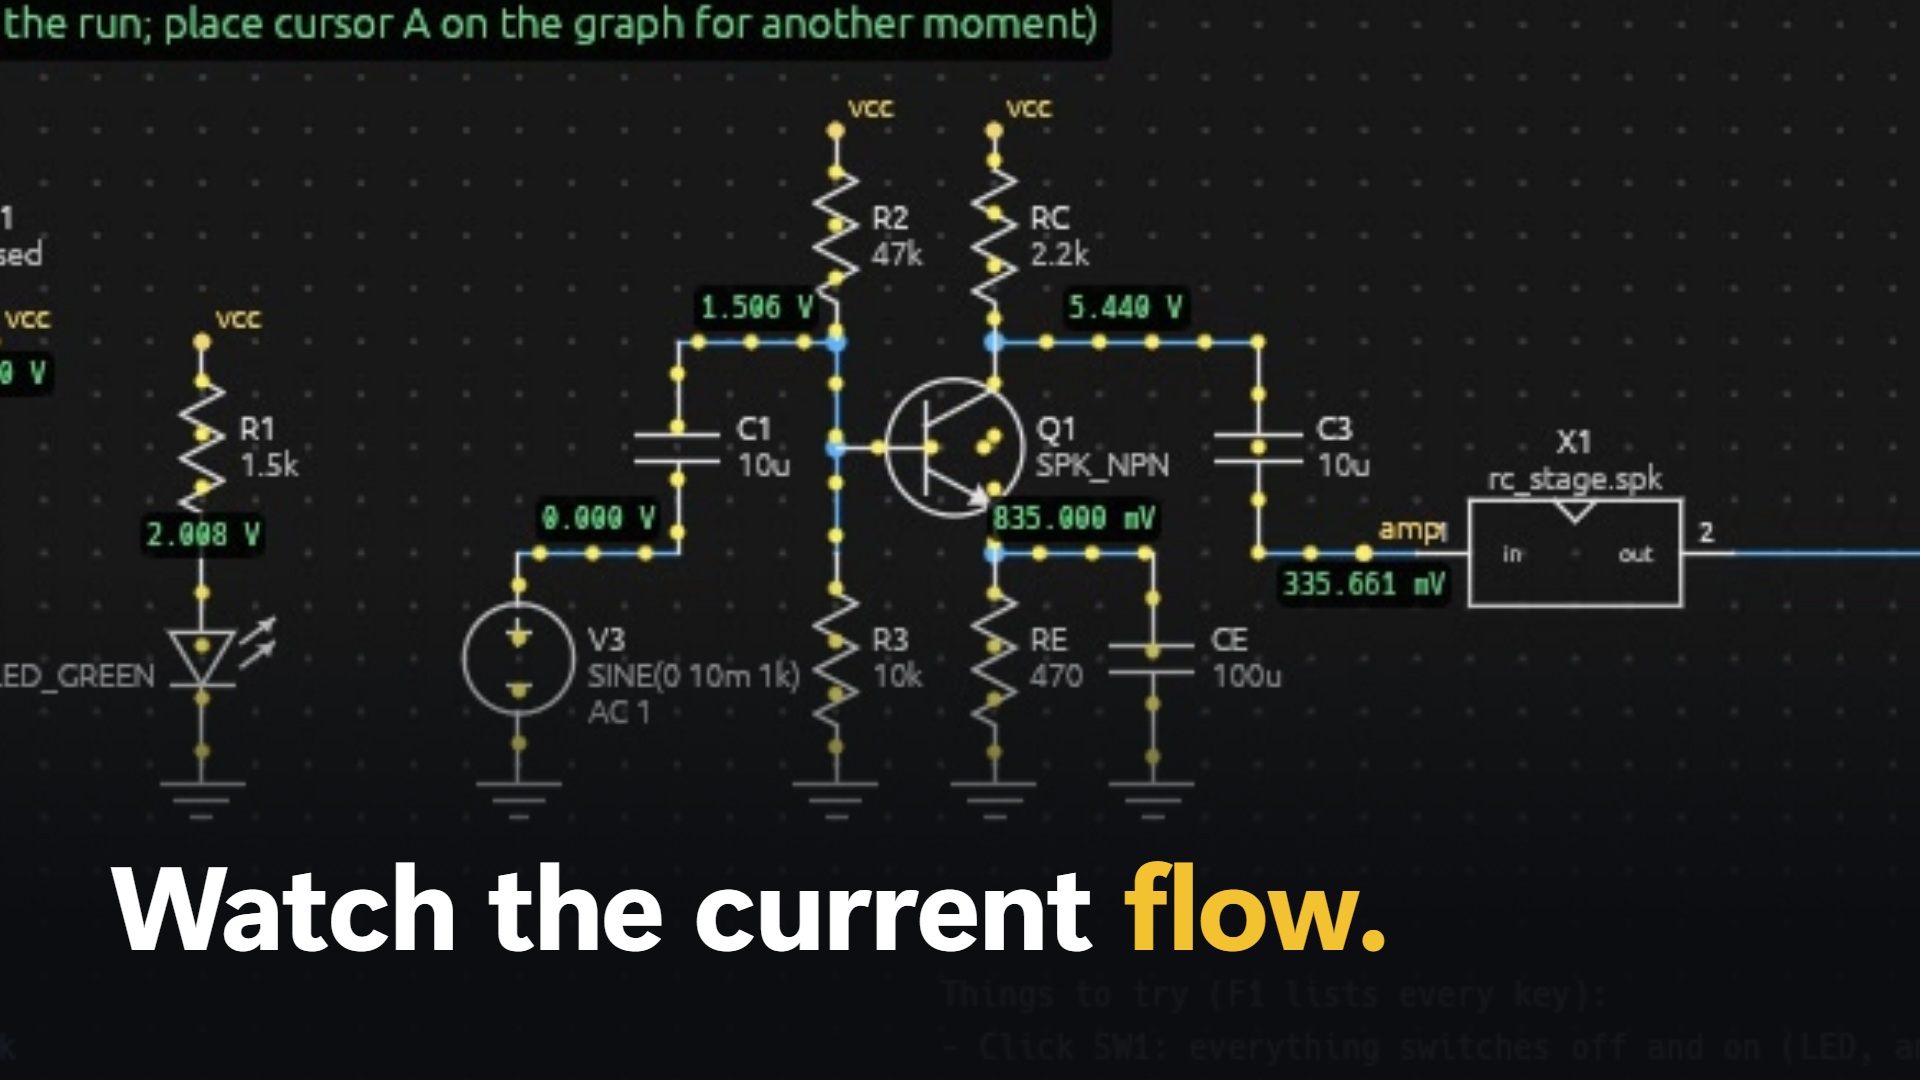 the run; place cursor A on the graph for another moment)
vcc
vcc
1
sed
R2
47k
RC
2.2k
vcc
vcc
1.506 V
5.440 V
0 V
R1
1.5k
C1
10u
Q1
SPK_NPN
C3
10u
X1
rc_stage.spk
2.008 V
0.000 V
835.000 mV
amp
in
out
2
335.661 mV
LED_GREEN
V3
SINE(0 10m 1k)
AC 1
R3
10k
RE
470
CE
100u
Watch the current flow.
Things to try (F1 lists every key):
k
- Click SW1: everything switches off and on (LED, a